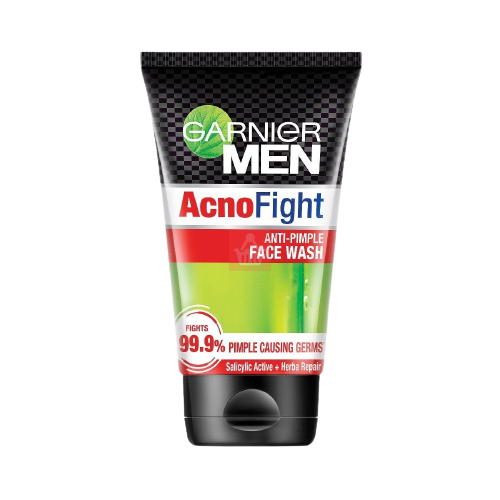 GARNIER
MEN
AcnoFight
ANTI-PIMPLE
FACE WASH
FIGHTS
99.9% PIMPLE CAUSING GERMS*
Salicylic Active + Herba Repair